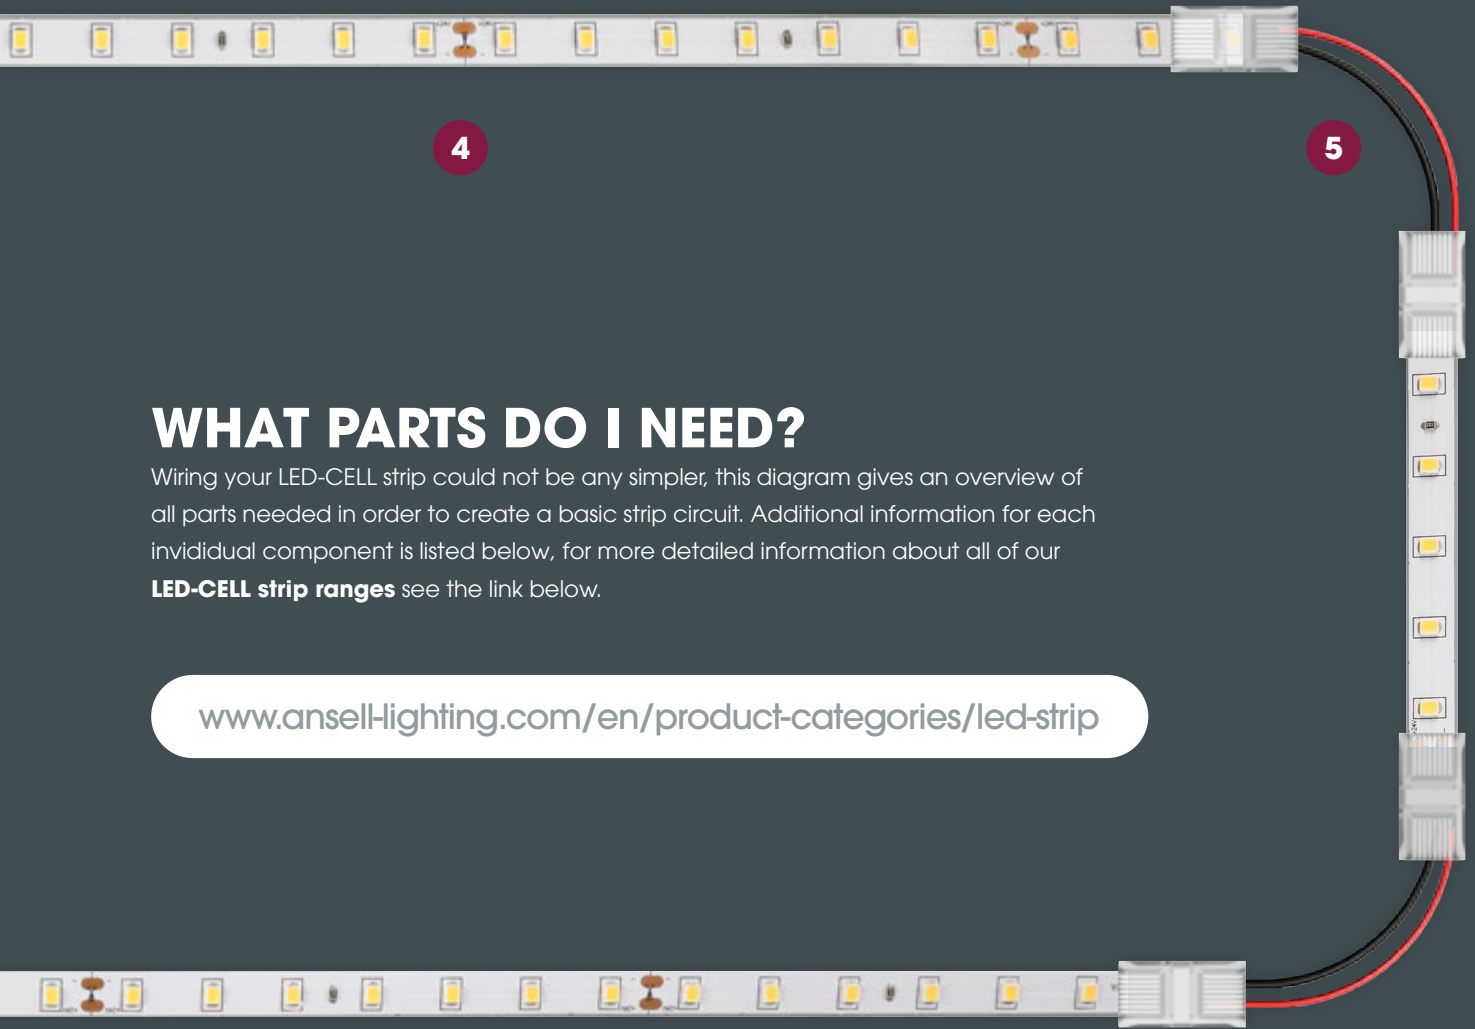 4
5
WHAT PARTS DO I NEED?
Wiring your LED-CELL strip could not be any simpler, this diagram gives an overview of
all parts needed in order to create a basic strip circuit. Additional information for each
invididual component is listed below, for more detailed information about all of our
LED-CELL strip ranges see the link below.
www.ansell-lighting.com/en/product-categories/led-strip